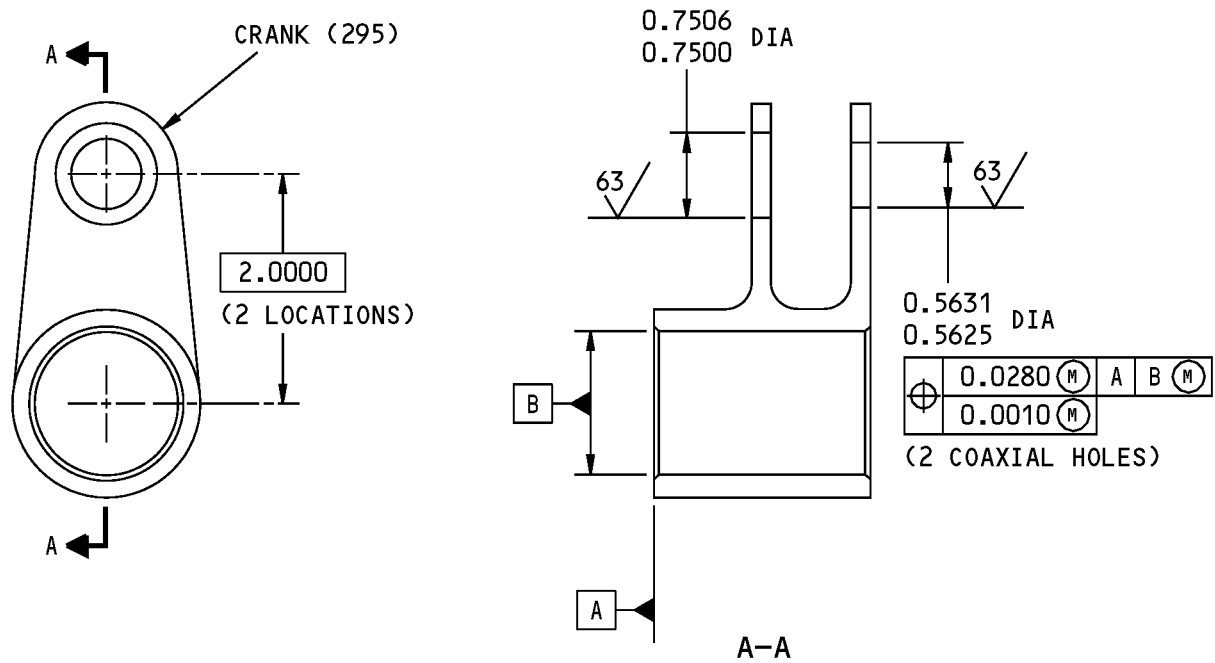 A
CRANK (295)
2.0000
(2 LOCATIONS)
A
0.7506
0.7500 DIA
63
63
0.5631
0.5625 DIA
⌖ 0.0280 Ⓜ A B Ⓜ
0.0010 Ⓜ
(2 COAXIAL HOLES)
B
A
A-A